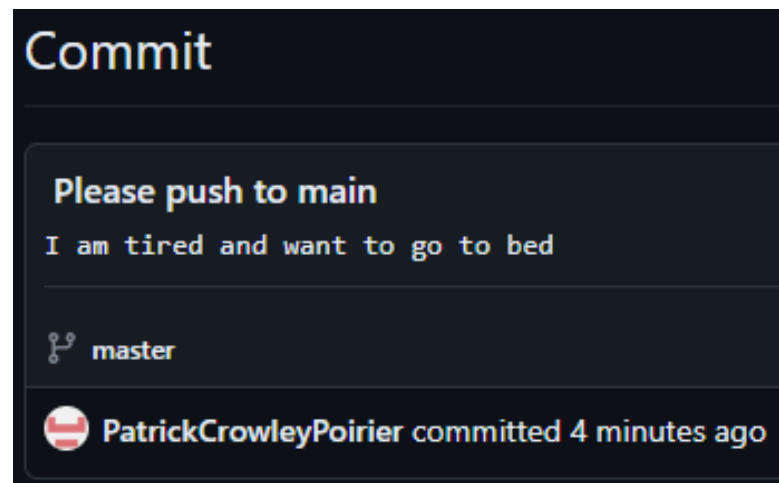 Commit
Please push to main
I am tired and want to go to bed
master
PatrickCrowleyPoirier committed 4 minutes ago